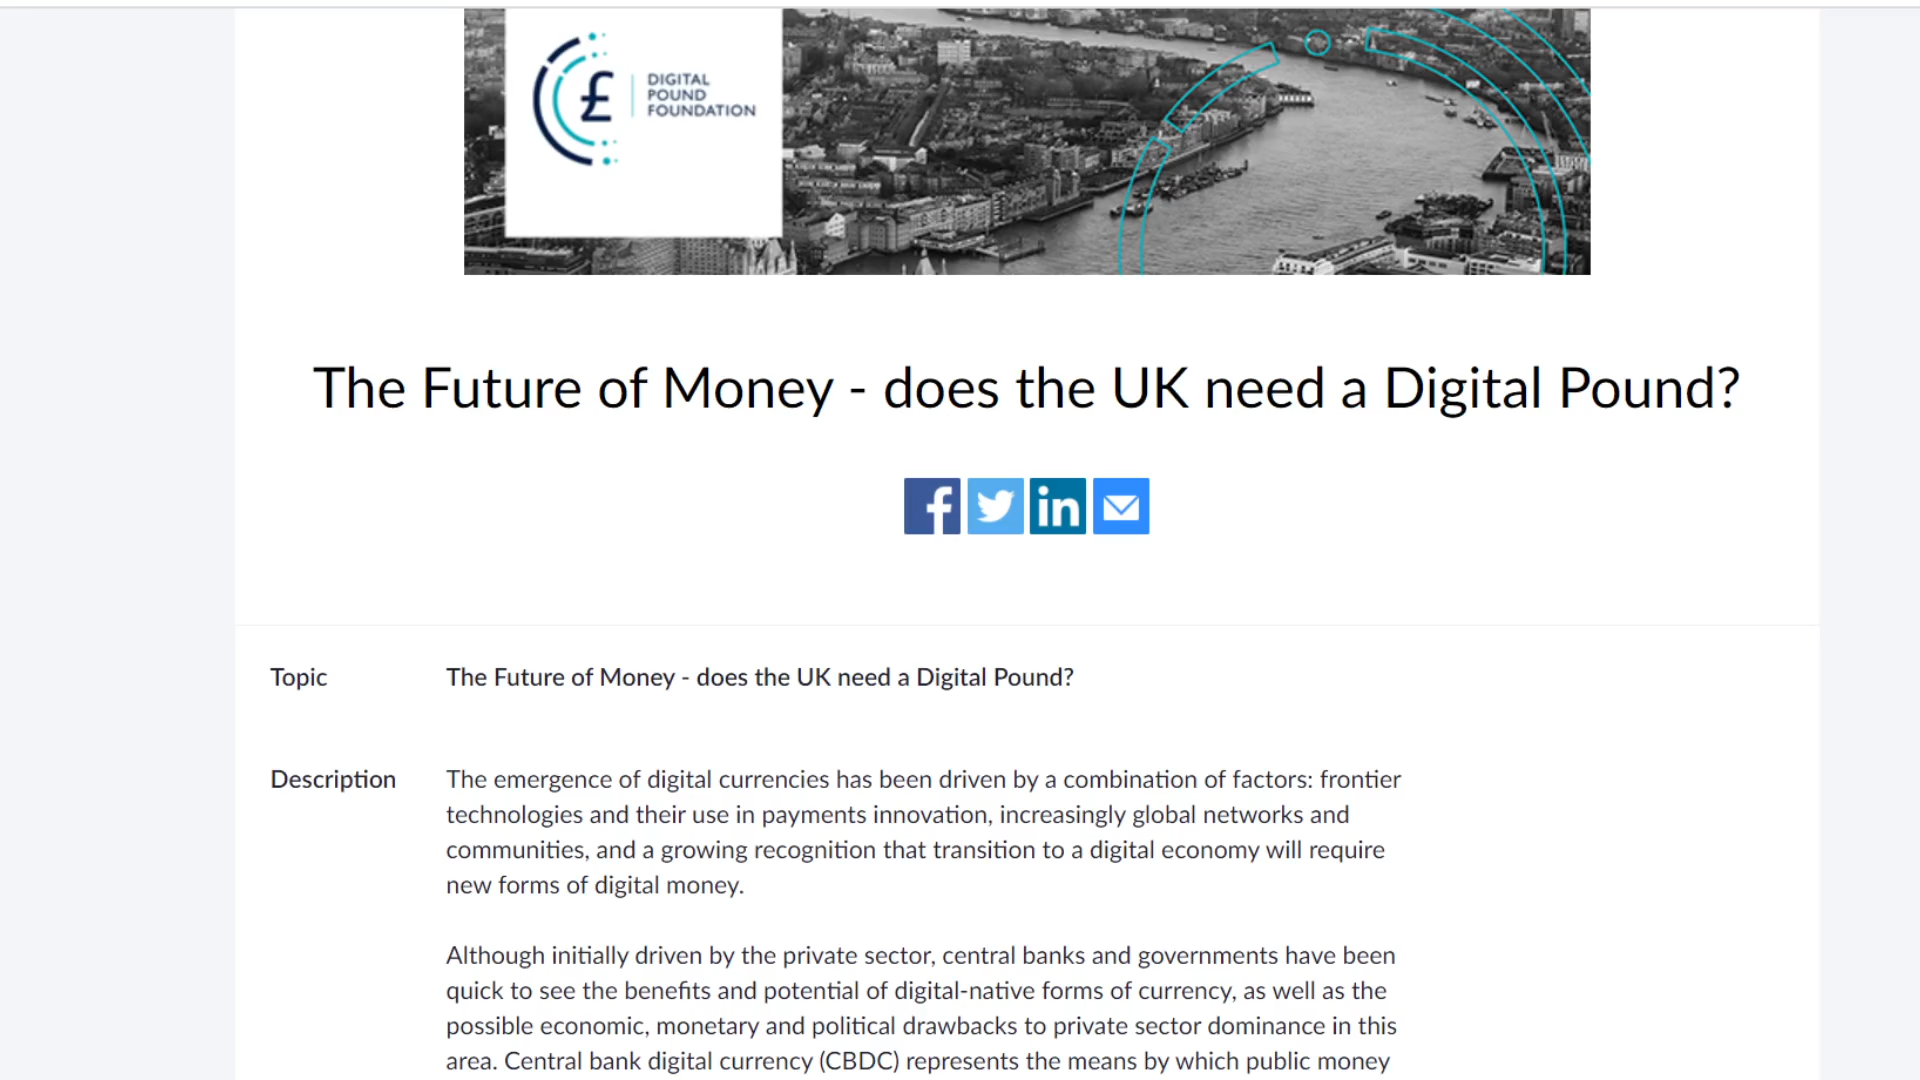 DIGITAL
POUND
FOUNDATION
The Future of Money - does the UK need a Digital Pound?
Topic
The Future of Money - does the UK need a Digital Pound?
Description
The emergence of digital currencies has been driven by a combination of factors: frontier
technologies and their use in payments innovation, increasingly global networks and
communities, and a growing recognition that transition to a digital economy will require
new forms of digital money.
Although initially driven by the private sector, central banks and governments have been
quick to see the benefits and potential of digital-native forms of currency, as well as the
possible economic, monetary and political drawbacks to private sector dominance in this
area. Central bank digital currency (CBDC) represents the means by which public money